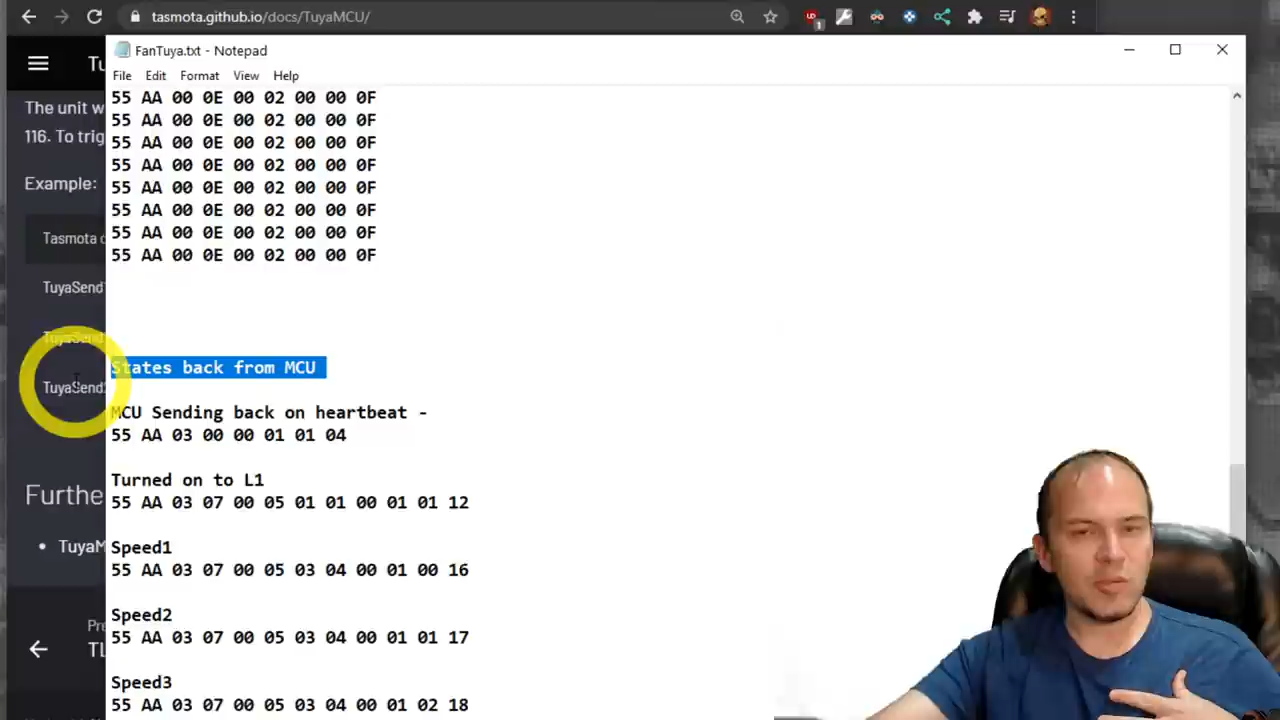 tasmota.github.io/docs/TuyaMCU/
1
FanTuya.txt - Notepad
Tu
File Edit Format View Help
55 AA 00 0E 00 02 00 00 0F
The unit w
55 AA 00 0E 00 02 00 00 0F
116. To trig
55 AA 00 0E 00 02 00 00 0F
55 AA 00 0E 00 02 00 00 0F
Example:
55 AA 00 0E 00 02 00 00 0F
55 AA 00 0E 00 02 00 00 0F
Tasmota c
55 AA 00 0E 00 02 00 00 0F
55 AA 00 0E 00 02 00 00 0F
TuyaSend
TuyaSend
States back from MCU
TuyaSend
MCU Sending back on heartbeat -
55 AA 03 00 00 01 01 04
Turned on to L1
Furthe
55 AA 03 07 00 05 01 01 00 01 01 12
TuyaM
Speed1
55 AA 03 07 00 05 03 04 00 01 00 16
Speed2
Pre
55 AA 03 07 00 05 03 04 00 01 01 17
TL
Speed3
55 AA 03 07 00 05 03 04 00 01 02 18